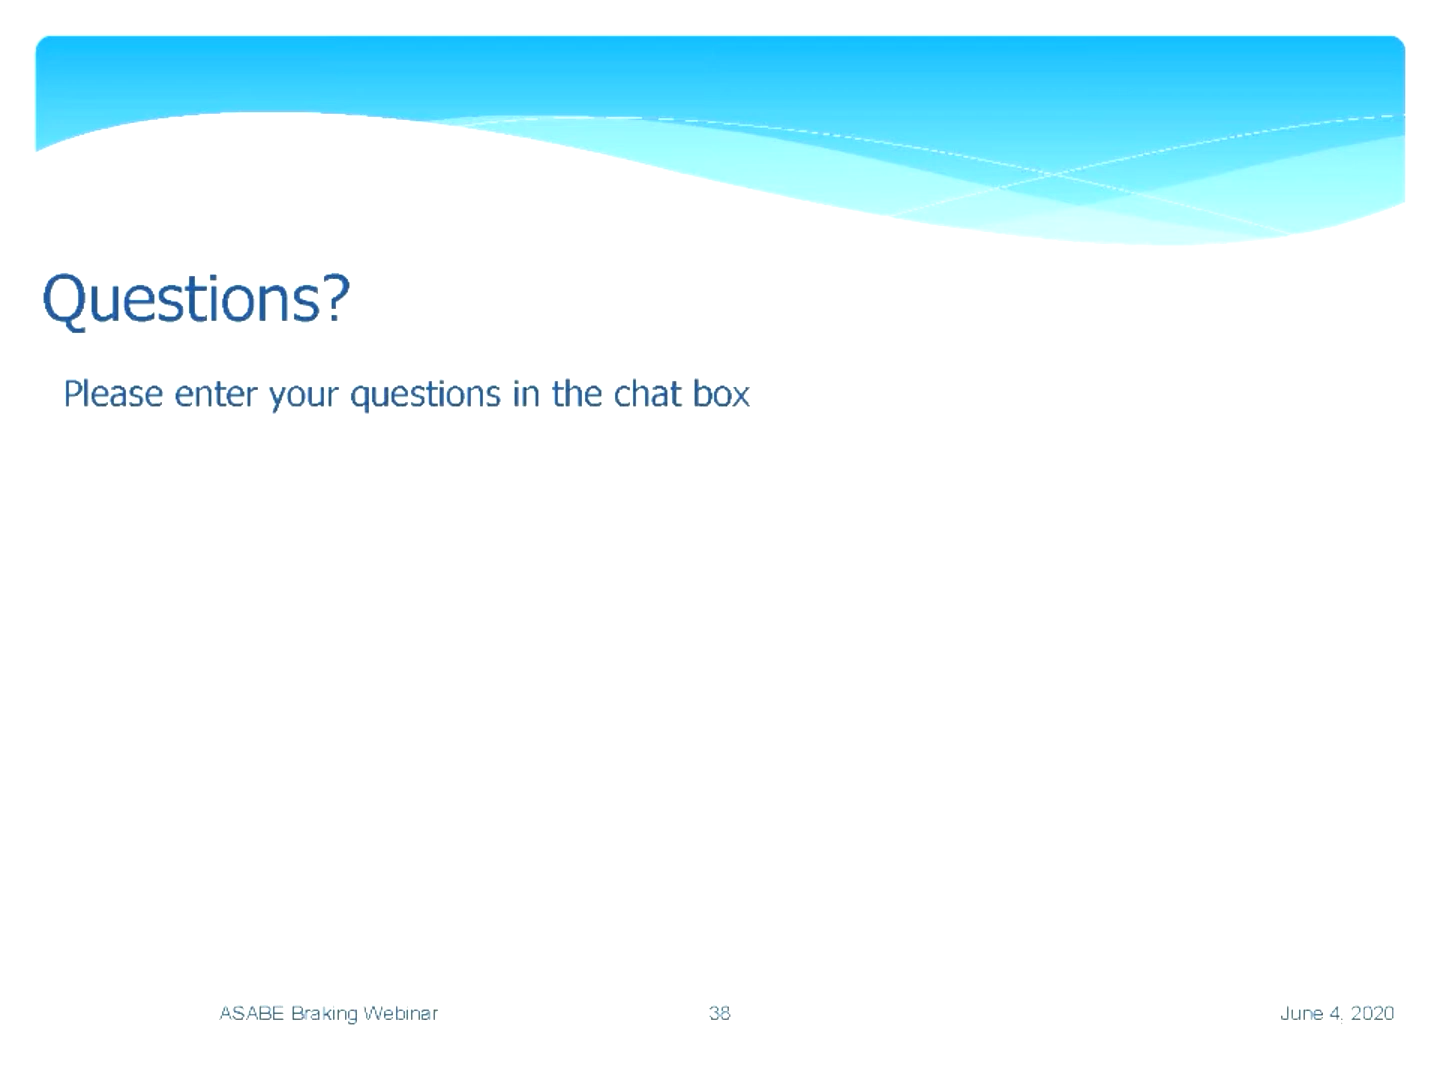 Questions?
Please enter your questions in the chat box
ASABE Braking Webinar
38
June 4, 2020